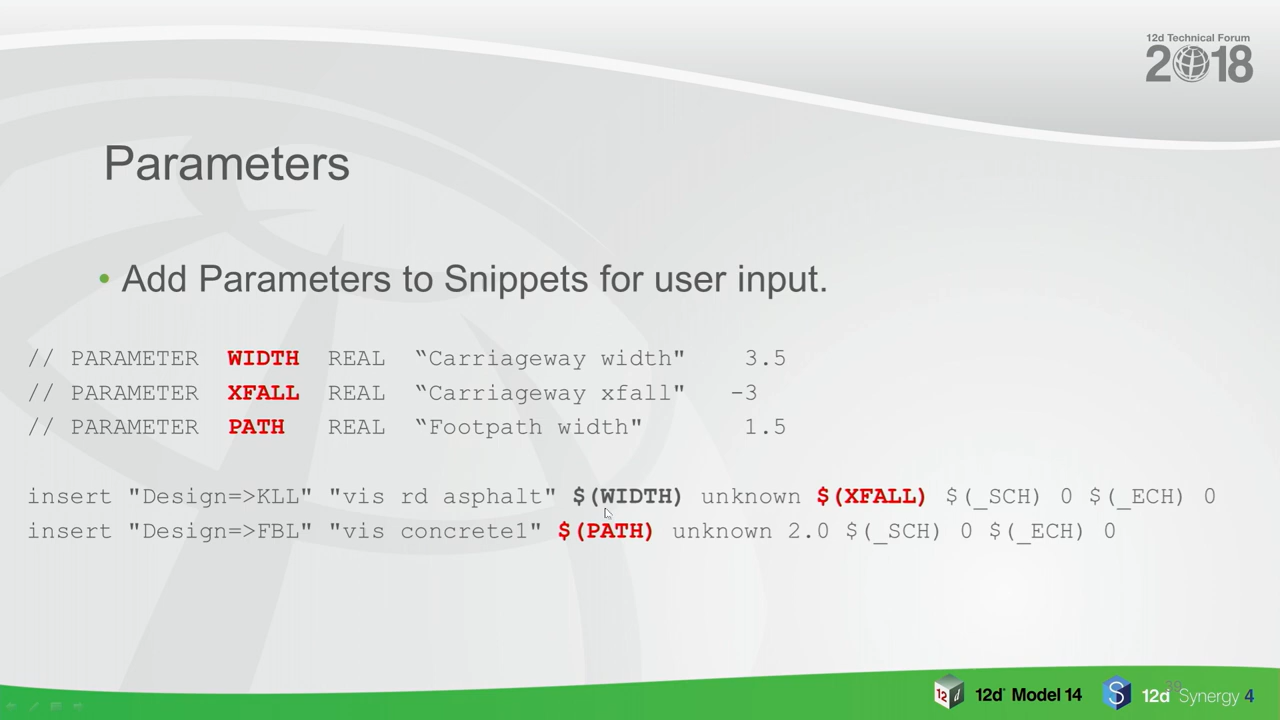 12d Technical Forum
2018
Parameters
• Add Parameters to Snippets for user input.
// PARAMETER WIDTH REAL “Carriageway width" 3.5
// PARAMETER XFALL REAL “Carriageway xfall" -3
// PARAMETER PATH REAL “Footpath width" 1.5
insert "Design=>KLL" "vis rd asphalt" $(WIDTH) unknown $(XFALL) $(_SCH) 0 $(_ECH) 0
insert "Design=>FBL" "vis concrete1" $(PATH) unknown 2.0 $(_SCH) 0 $(_ECH) 0
12 d 12d Model 14 S 12d Synergy 4